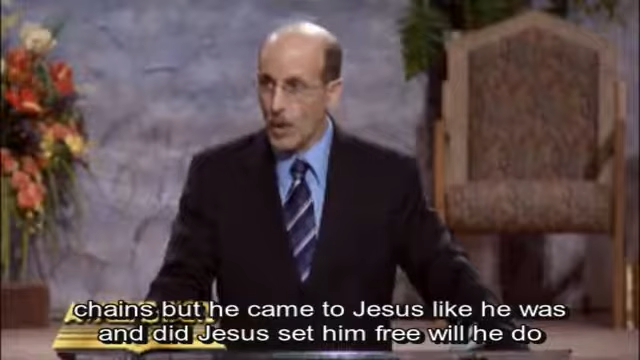 chains but he came to Jesus like he was
and did Jesus set him free will he do